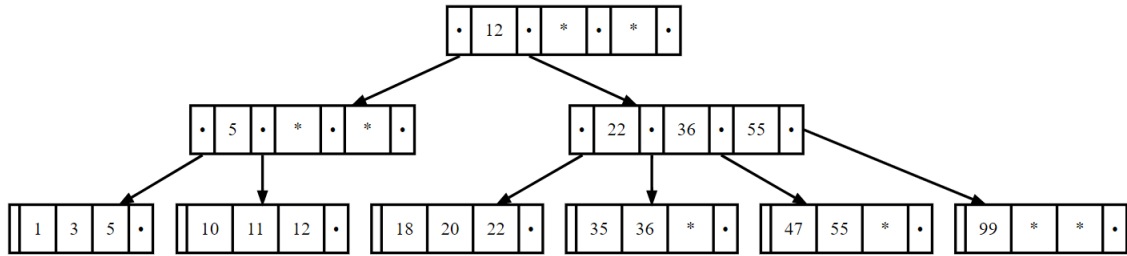 • 12 • * • * •
• 5 • * • * • • 22 • 36 • 55 •
1 3 5 • 10 11 12 • 18 20 22 • 35 36 * • 47 55 * • 99 * * •